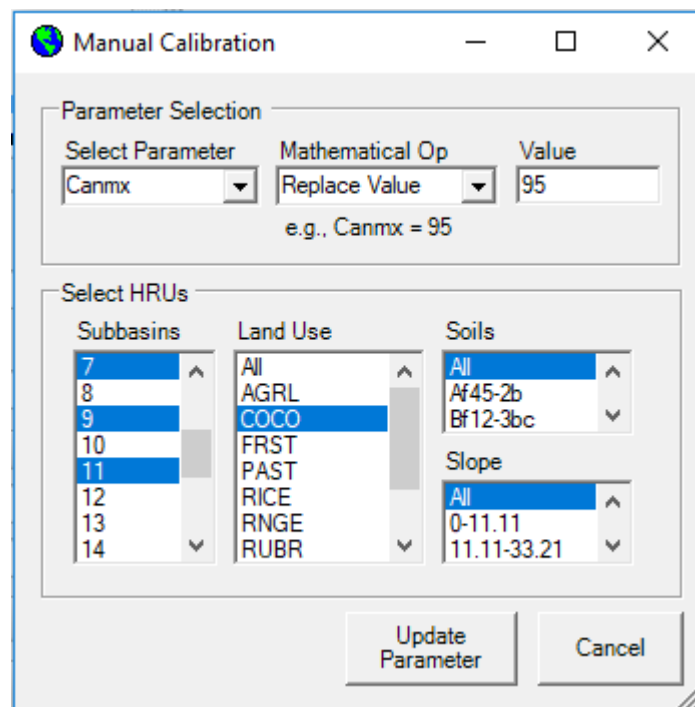 Manual Calibration
Parameter Selection
Select Parameter Mathematical Op Value
Canmx Replace Value 95
e.g., Canmx = 95
Select HRUs
Subbasins Land Use Soils
7 All All
8 AGRL Af45-2b
9 COCO Bf12-3bc
10 FRST Slope
11 PAST All
12 RICE 0-11.11
13 RNGE 11.11-33.21
14 RUBR
Update
Parameter
Cancel